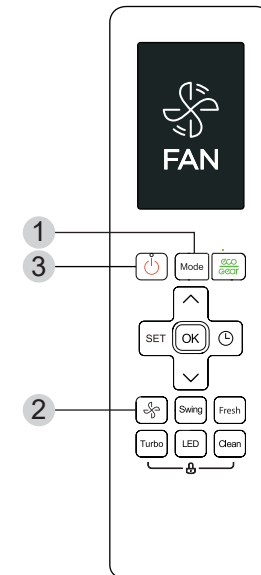 FAN
1
3
Mode
eco
Gear
SET
OK
2
Swing
Fresh
Turbo
LED
Clean